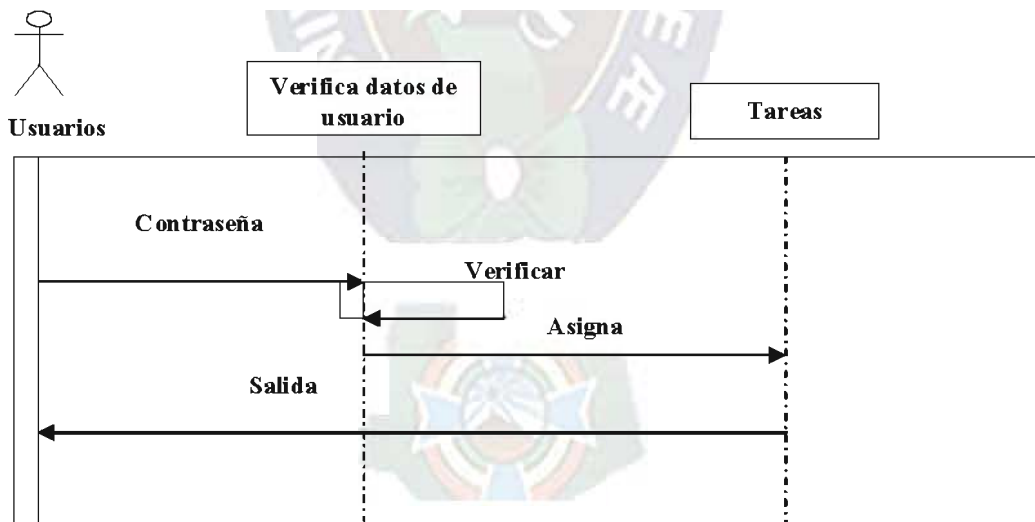 Verifica datos de
usuario
Tareas
Usuarios
Contraseña
Verificar
Asigna
Salida